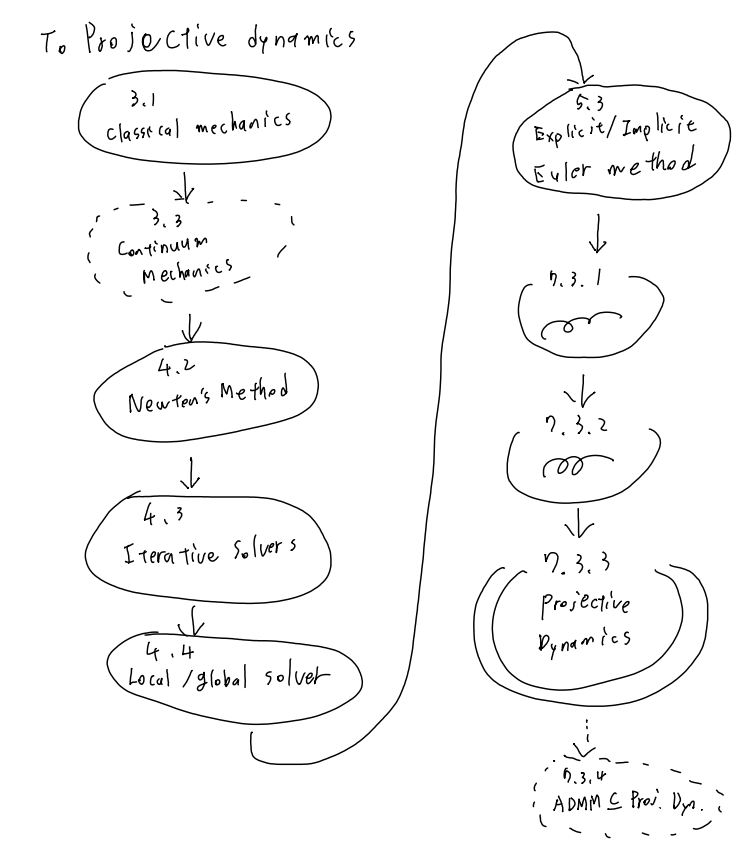 To Projective dynamics
3.1
Classical mechanics
3.3
Continuum
Mechanics
4.2
Newton's Method
4.3
Iterative Solvers
4.4
Local/global solver
5.3
Explicit/Implicit
Euler method
7.3.1
7.3.2
7.3.3
Projective
Dynamics
7.3.4
ADMM ⊆ Proj. Dyn.